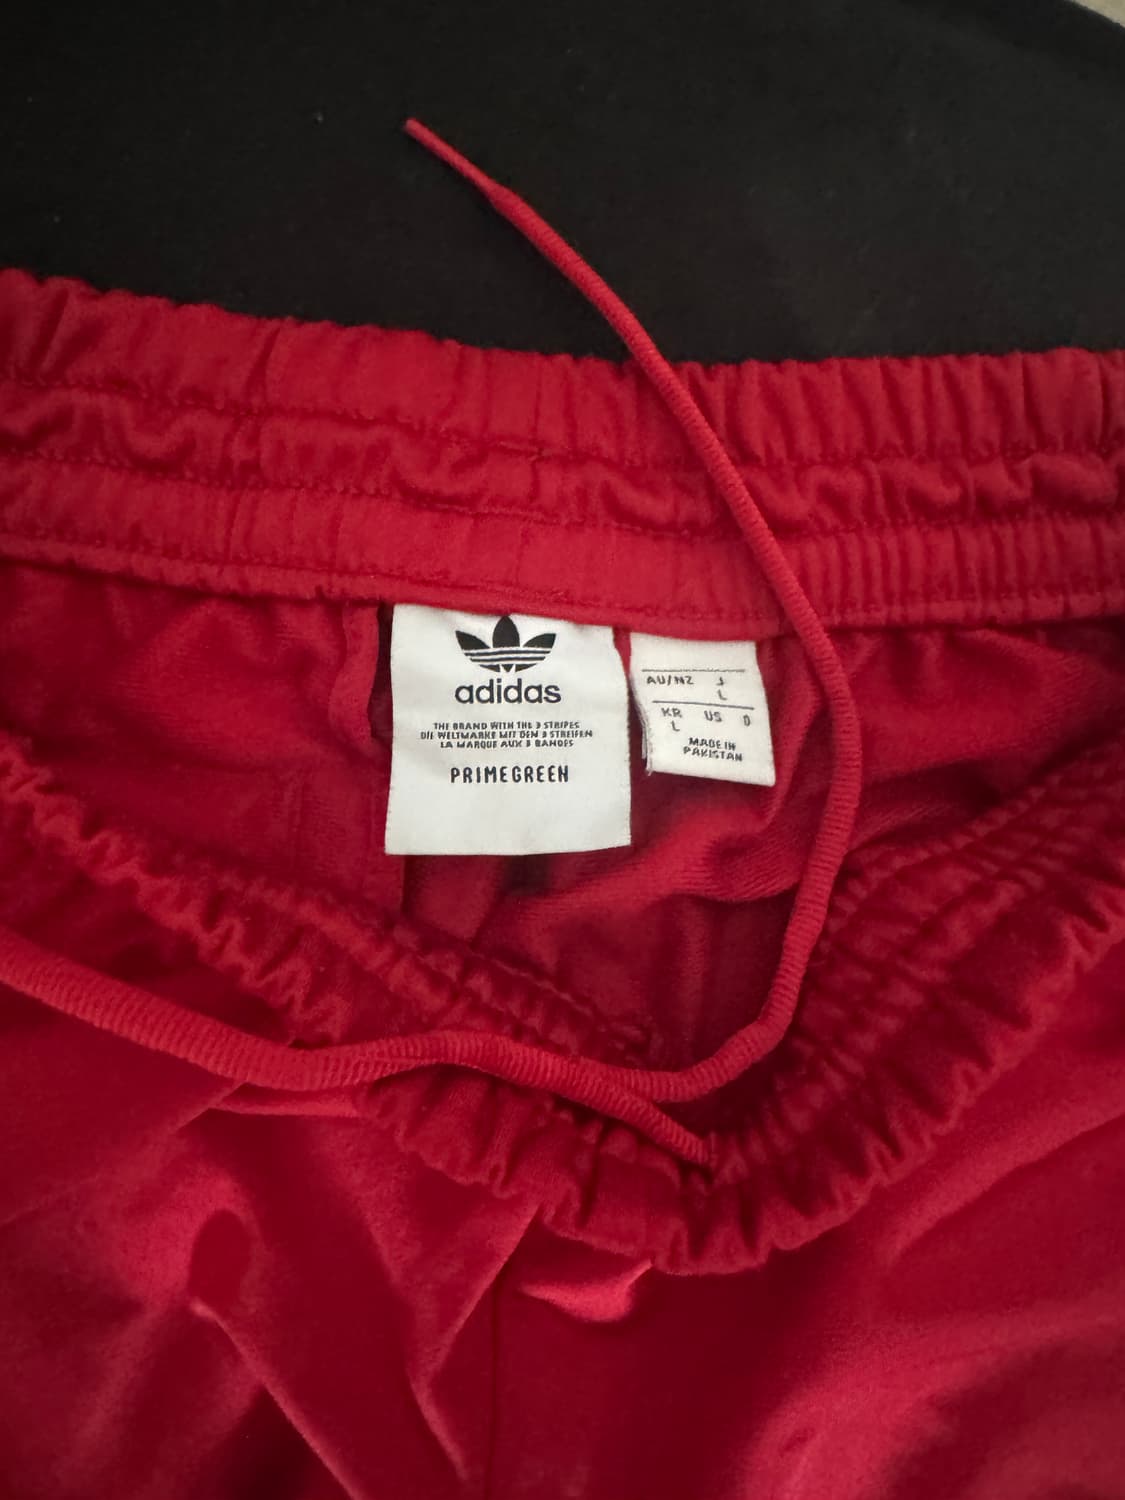 adidas
THE BRAND WITH THE 3 STRIPES
DIE WELTMARKE MIT DEN 3 STREIFEN
LA MARQUE AUX 3 BANDES
PRIMEGREEN
AU/NZ J
L
KR US
L
MADE IN
PAKISTAN